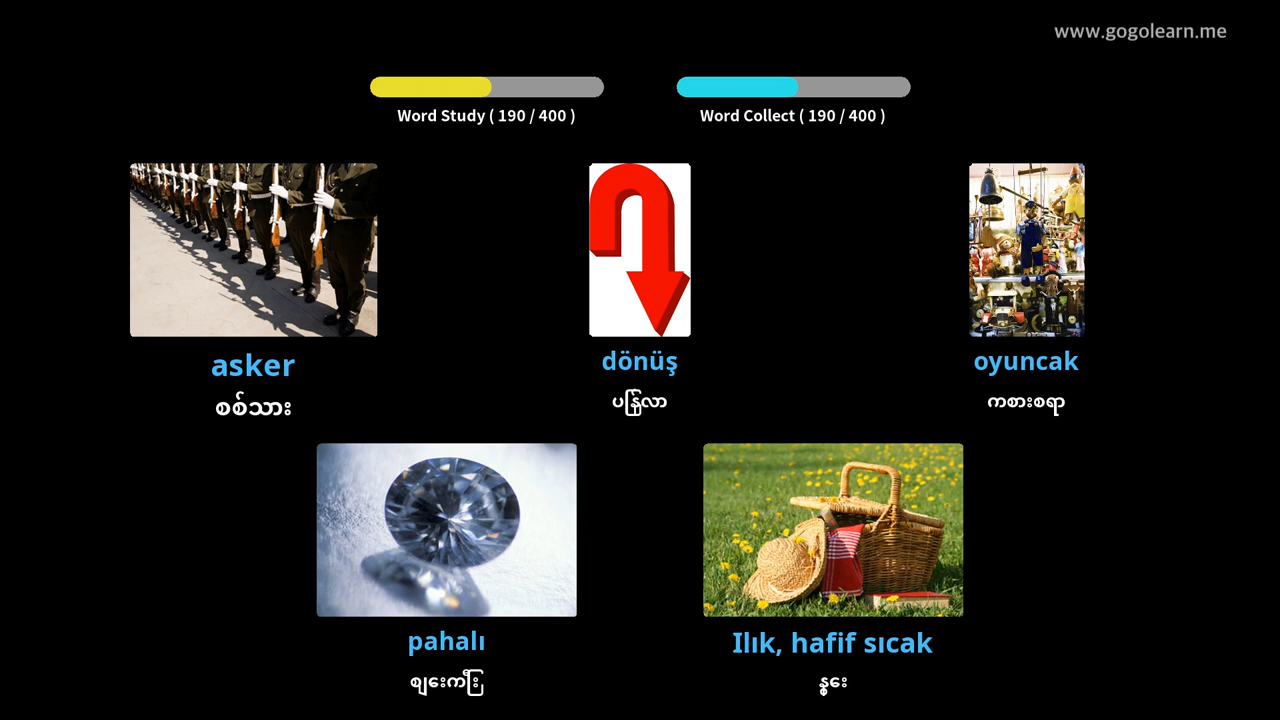 www.gogolearn.me
Word Study ( 190 / 400 )
Word Collect ( 190 / 400 )
asker
စစ်သား
dönüş
ပြန်လာ
oyuncak
ကစားစရာ
pahalı
ဈေးကြီး
Ilık, hafif sıcak
နွေး